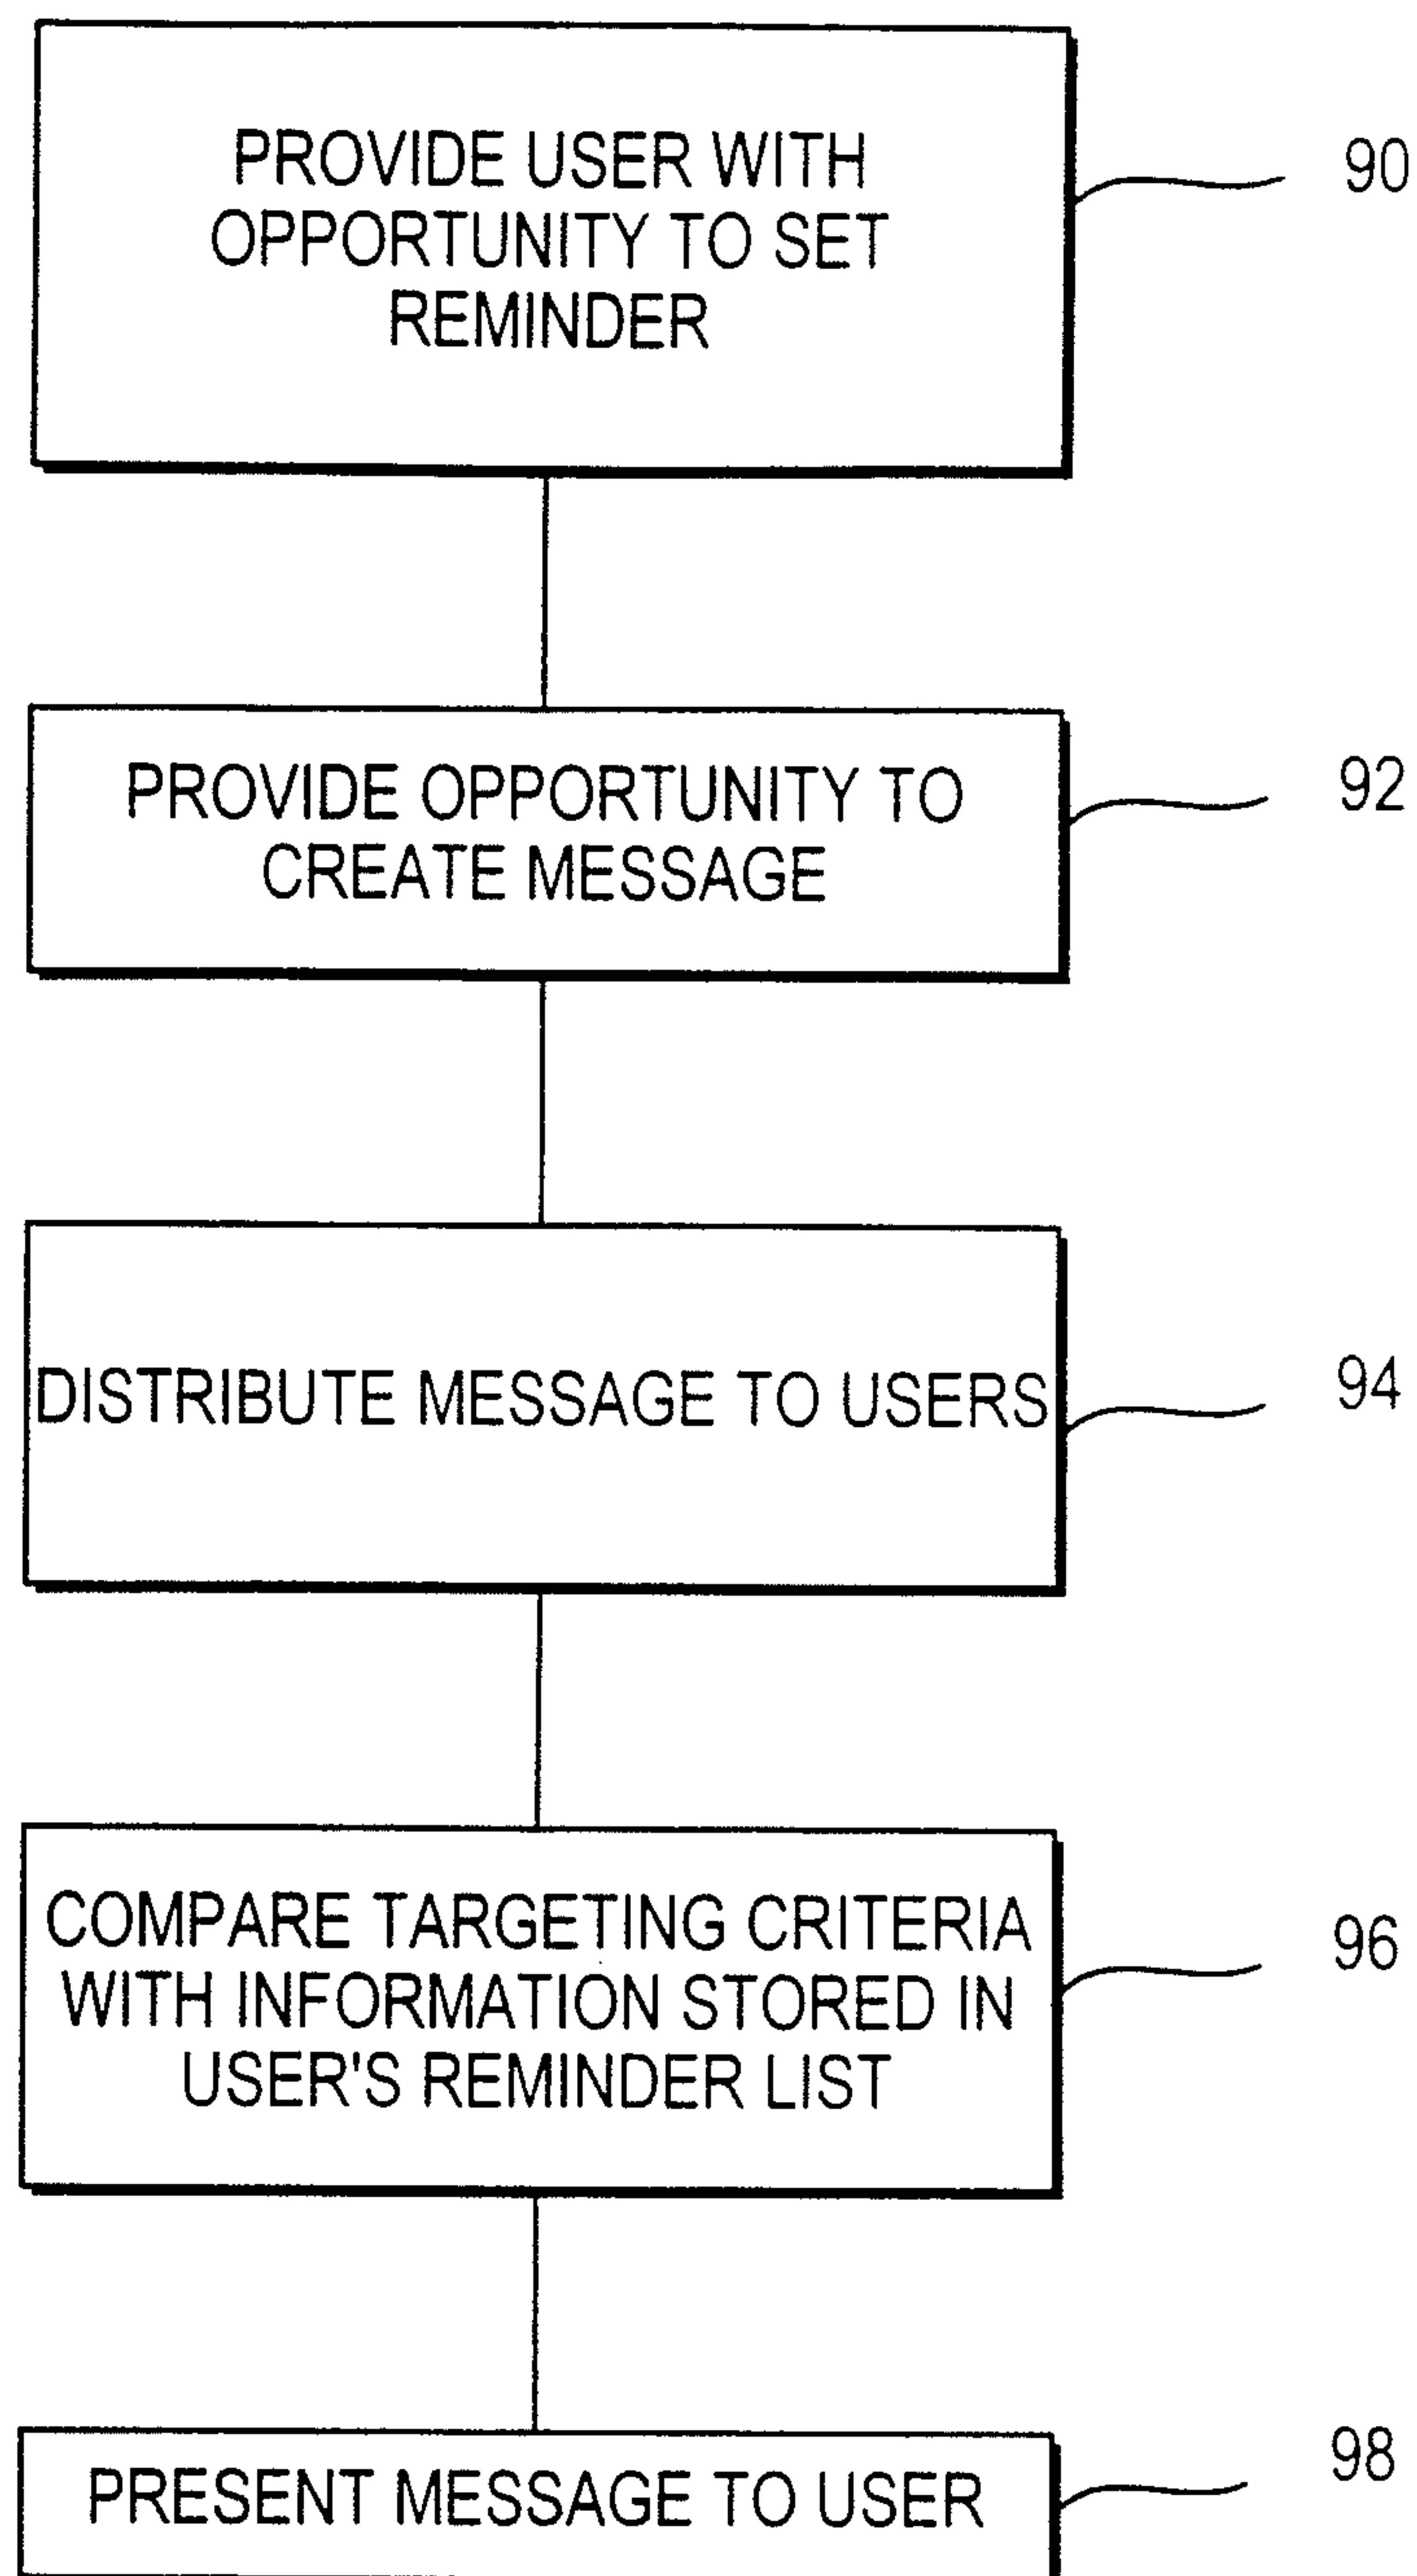 PROVIDE USER WITH
OPPORTUNITY TO SET
REMINDER
90
PROVIDE OPPORTUNITY TO
CREATE MESSAGE
92
DISTRIBUTE MESSAGE TO USERS
94
COMPARE TARGETING CRITERIA
WITH INFORMATION STORED IN
USER'S REMINDER LIST
96
PRESENT MESSAGE TO USER
98